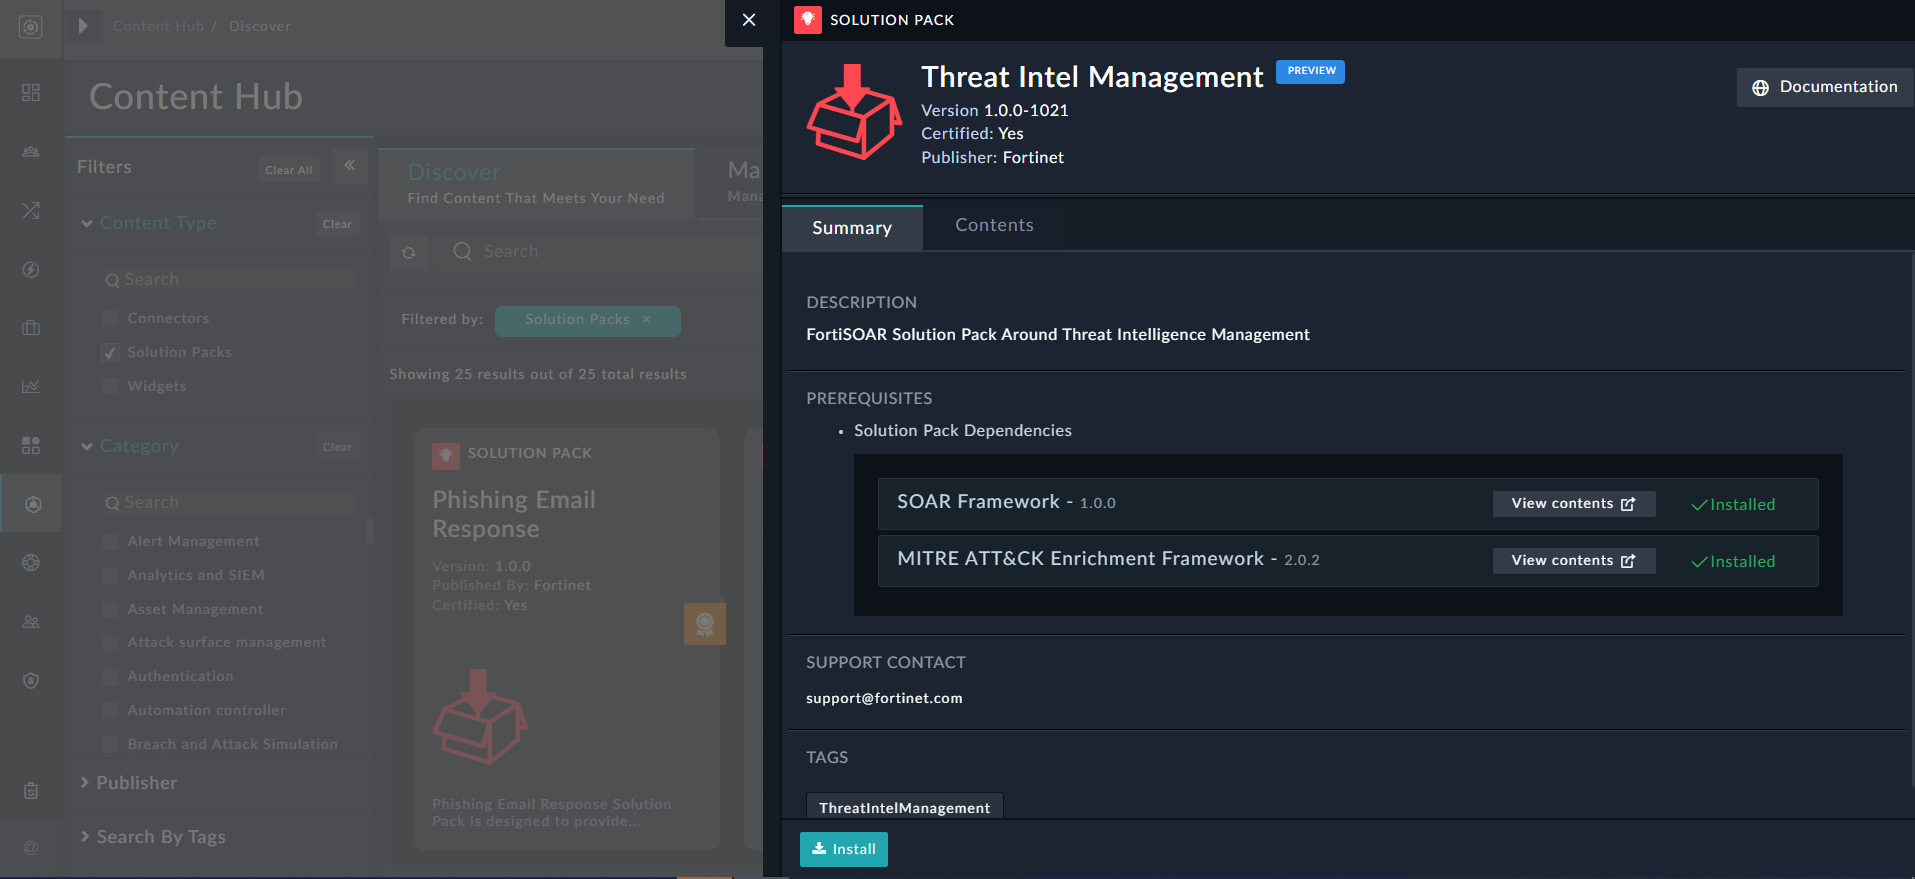 Content Hub / Discover
Content Hub
Filters
Clear All
Content Type
Clear
Search
Connectors
Solution Packs
Widgets
Category
Clear
Search
Alert Management
Analytics and SIEM
Asset Management
Attack surface management
Authentication
Automation controller
Breach and Attack Simulation
Publisher
Search By Tags
@
Discover
Find Content That Meets Your Need
Ma
Mana
Search
Filtered by:
Solution Packs ×
Showing 25 results out of 25 total results
SOLUTION PACK
Phishing Email
Response
Version: 1.0.0
Published By: Fortinet
Certified: Yes
Phishing Email Response Solution
Pack is designed to provide...
SOLUTION PACK
Threat Intel Management
PREVIEW
Version 1.0.0-1021
Certified: Yes
Publisher: Fortinet
Documentation
Summary
Contents
DESCRIPTION
FortiSOAR Solution Pack Around Threat Intelligence Management
PREREQUISITES
• Solution Pack Dependencies
SOAR Framework - 1.0.0
View contents
Installed
MITRE ATT&CK Enrichment Framework - 2.0.2
View contents
Installed
SUPPORT CONTACT
support@fortinet.com
TAGS
ThreatIntelManagement
Install